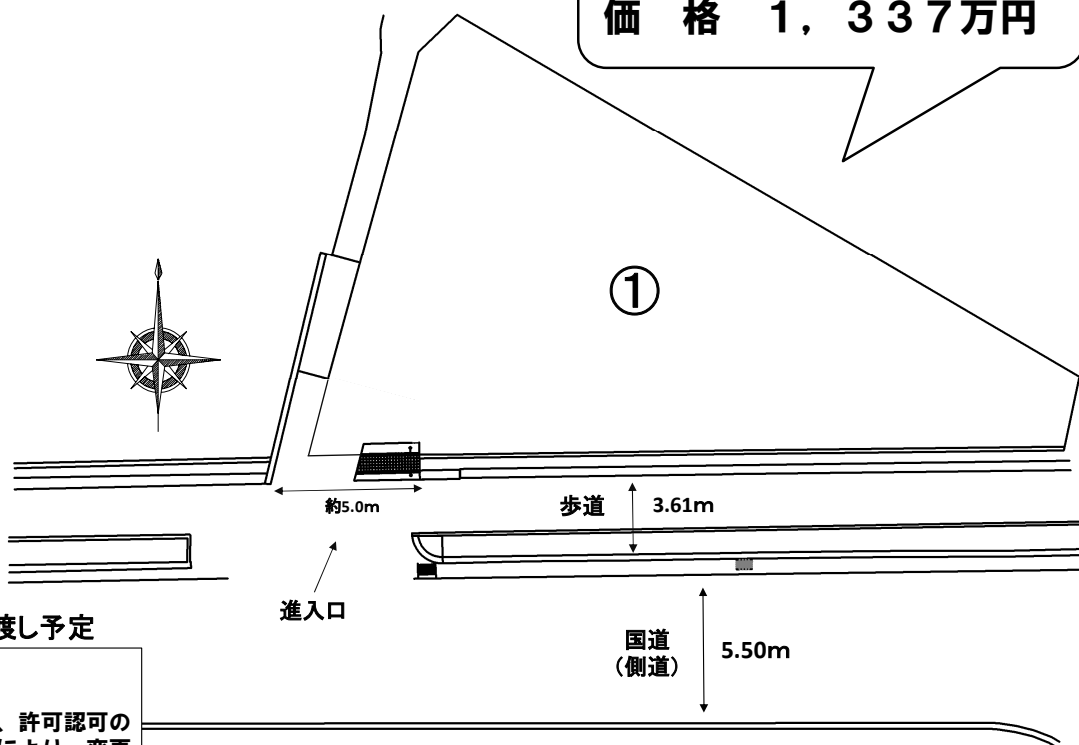 価　格　１，３３７万円
①
約5.0m
歩道
3.61m
進入口
国道
（側道）
5.50m
渡し予定
、許可認可の
により、変更